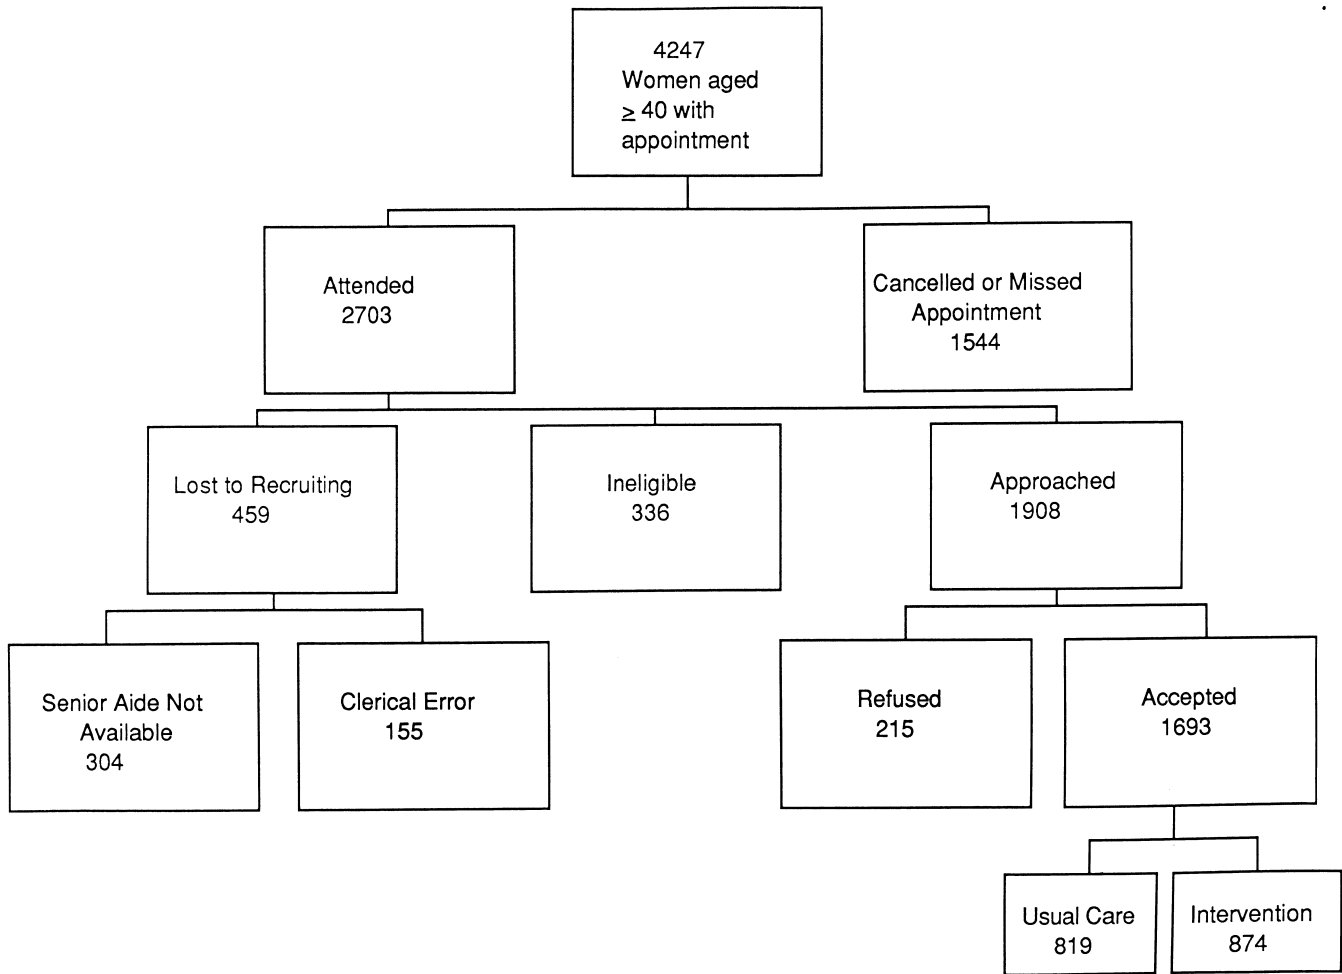 4247
Women aged
≥ 40 with
appointment
Attended
2703
Cancelled or Missed
Appointment
1544
Lost to Recruiting
459
Ineligible
336
Approached
1908
Senior Aide Not
Available
304
Clerical Error
155
Refused
215
Accepted
1693
Usual Care
819
Intervention
874